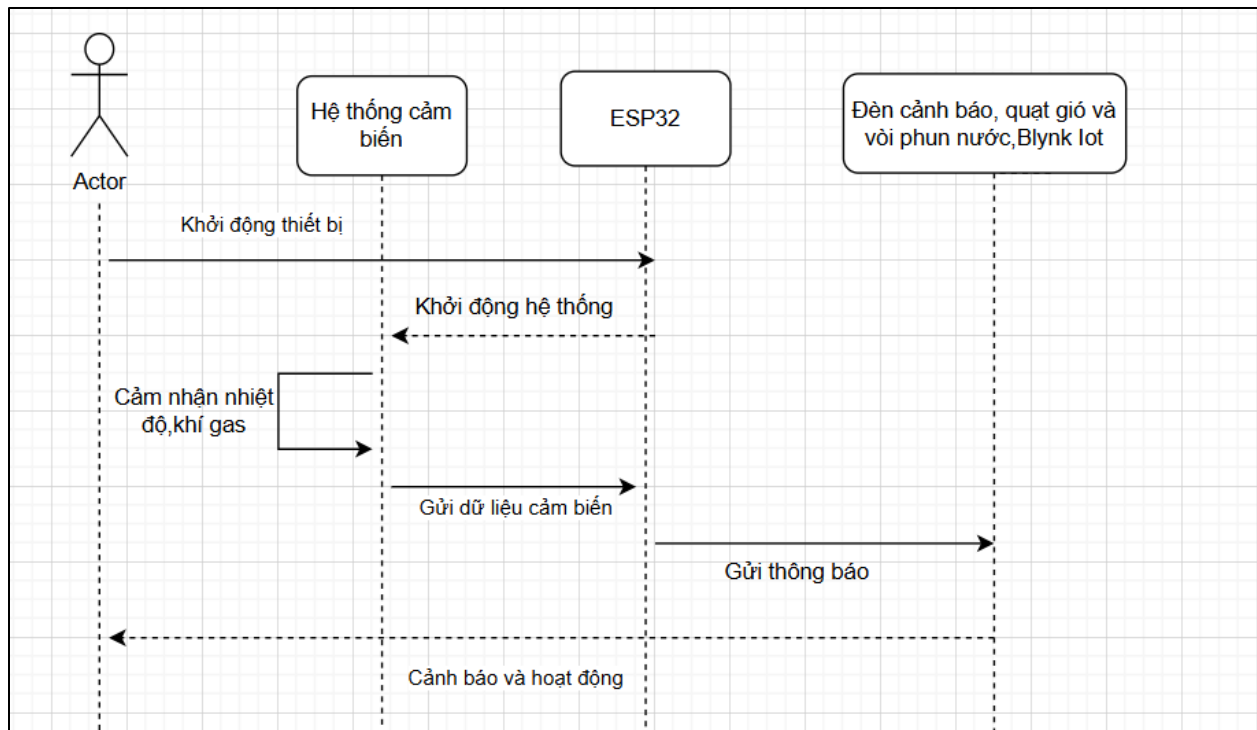 Hệ thống cảm
biến
ESP32
Đèn cảnh báo, quạt gió và
vòi phun nước,Blynk Iot
Actor
Khởi động thiết bị
Khởi động hệ thống
Cảm nhận nhiệt
độ,khí gas
Gửi dữ liệu cảm biến
Gửi thông báo
Cảnh báo và hoạt động